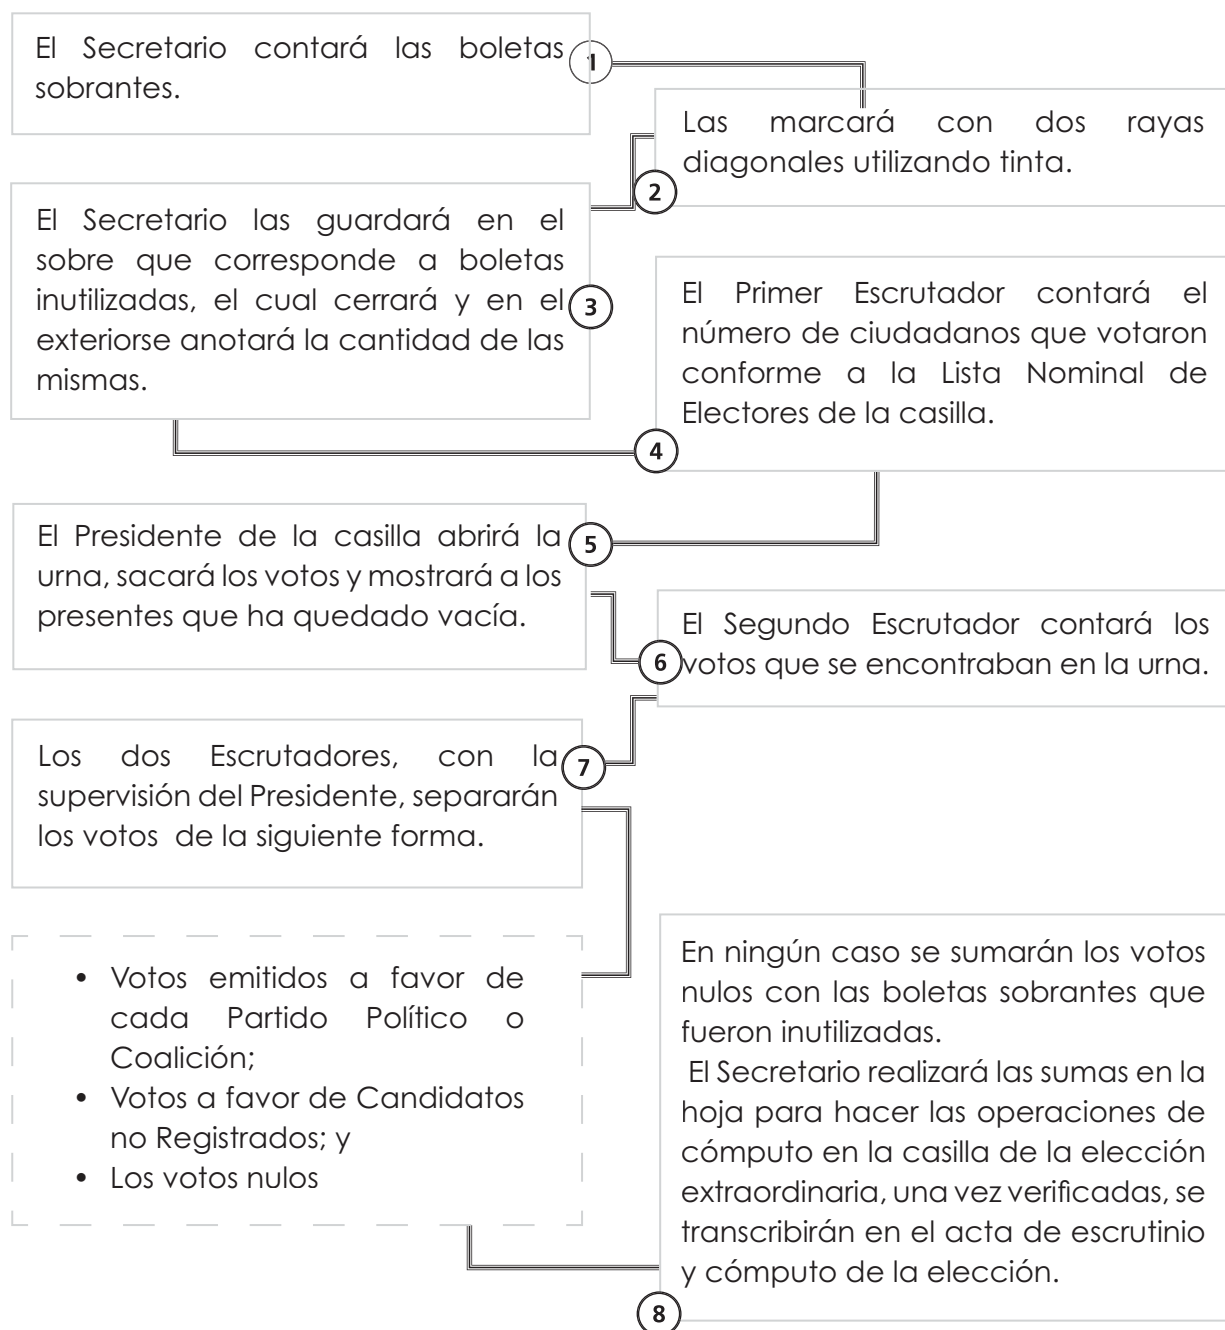 El Secretario contará las boletas
sobrantes.
1
Las marcará con dos rayas
diagonales utilizando tinta.
2
El Secretario las guardará en el
sobre que corresponde a boletas
inutilizadas, el cual cerrará y en el
exteriorse anotará la cantidad de las
mismas.
3
El Primer Escrutador contará el
número de ciudadanos que votaron
conforme a la Lista Nominal de
Electores de la casilla.
4
El Presidente de la casilla abrirá la
urna, sacará los votos y mostrará a los
presentes que ha quedado vacía.
5
El Segundo Escrutador contará los
votos que se encontraban en la urna.
6
Los dos Escrutadores, con la
supervisión del Presidente, separarán
los votos de la siguiente forma.
7
• Votos emitidos a favor de
cada Partido Político o
Coalición;
• Votos a favor de Candidatos
no Registrados; y
• Los votos nulos
En ningún caso se sumarán los votos
nulos con las boletas sobrantes que
fueron inutilizadas.
El Secretario realizará las sumas en la
hoja para hacer las operaciones de
cómputo en la casilla de la elección
extraordinaria, una vez verificadas, se
transcribirán en el acta de escrutinio
y cómputo de la elección.
8